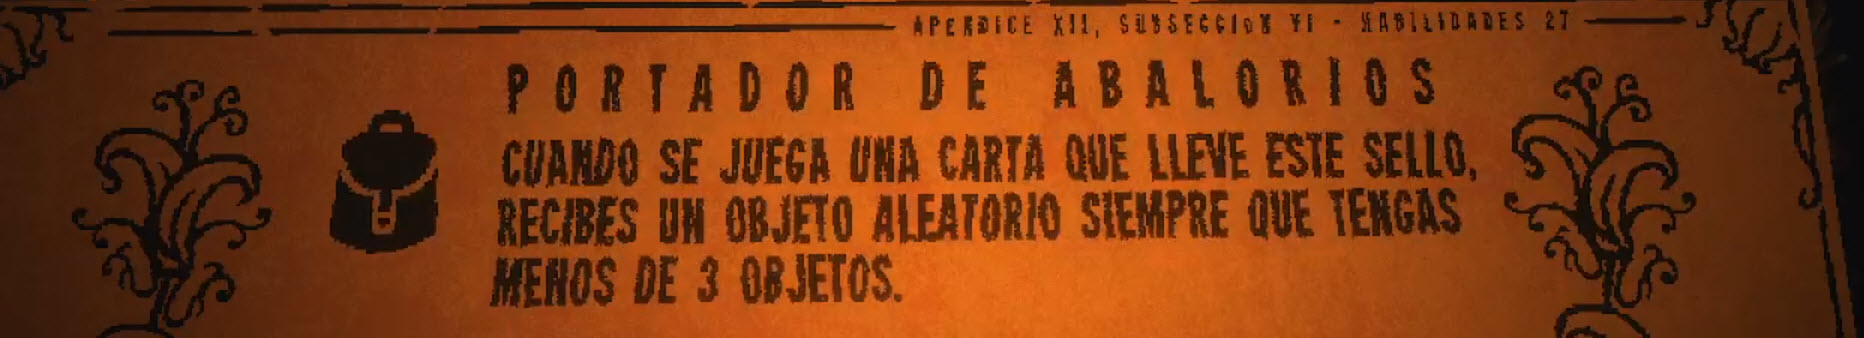 APENDICE XII, SUBSECCION VI - HABILIDADES 27
PORTADOR DE ABALORIOS
CUANDO SE JUEGA UNA CARTA QUE LLEVE ESTE SELLO,
RECIBES UN OBJETO ALEATORIO SIEMPRE QUE TENGAS
MENOS DE 3 OBJETOS.